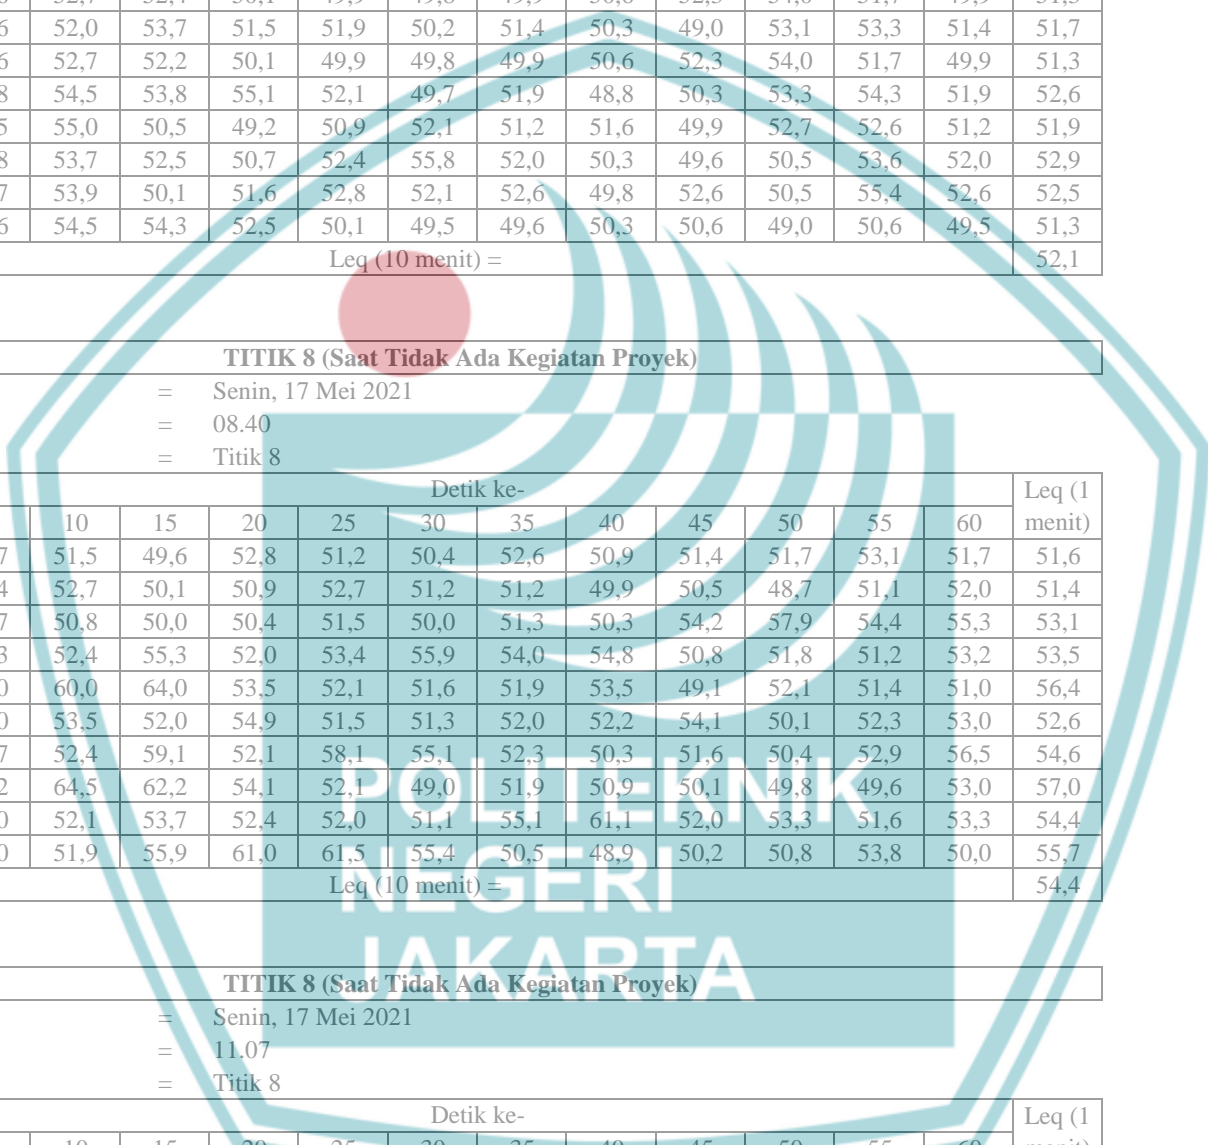 6 52,0 53,7 51,5 51,9 50,2 51,4 50,3 49,0 53,1 53,3 51,4 51,7
6 52,7 52,2 50,1 49,9 49,8 49,9 50,6 52,3 54,0 51,7 49,9 51,3
8 54,5 53,8 55,1 52,1 49,7 51,9 48,8 50,3 53,3 54,3 51,9 52,6
5 55,0 50,5 49,2 50,9 52,1 51,2 51,6 49,9 52,7 52,6 51,2 51,9
8 53,7 52,5 50,7 52,4 55,8 52,0 50,3 49,6 50,5 53,6 52,0 52,9
7 53,9 50,1 51,6 52,8 52,1 52,6 49,8 52,6 50,5 55,4 52,6 52,5
6 54,5 54,3 52,5 50,1 49,5 49,6 50,3 50,6 49,0 50,6 49,5 51,3
Leq (10 menit) = 52,1
TITIK 8 (Saat Tidak Ada Kegiatan Proyek)
= Senin, 17 Mei 2021
= 08.40
= Titik 8
Detik ke- Leq (1
10 15 20 25 30 35 40 45 50 55 60 menit)
7 51,5 49,6 52,8 51,2 50,4 52,6 50,9 51,4 51,7 53,1 51,7 51,6
4 52,7 50,1 50,9 52,7 51,2 51,2 49,9 50,5 48,7 51,1 52,0 51,4
7 50,8 50,0 50,4 51,5 50,0 51,3 50,3 54,2 57,9 54,4 55,3 53,1
3 52,4 55,3 52,0 53,4 55,9 54,0 54,8 50,8 51,8 51,2 53,2 53,5
0 60,0 64,0 53,5 52,1 51,6 51,9 53,5 49,1 52,1 51,4 51,0 56,4
0 53,5 52,0 54,9 51,5 51,3 52,0 52,2 54,1 50,1 52,3 53,0 52,6
7 52,4 59,1 52,1 58,1 55,1 52,3 50,3 51,6 50,4 52,9 56,5 54,6
2 64,5 62,2 54,1 52,1 49,0 51,9 50,9 50,1 49,8 49,6 53,0 57,0
0 52,1 53,7 52,4 52,0 51,1 55,1 61,1 52,0 53,3 51,6 53,3 54,4
0 51,9 55,9 61,0 61,5 55,4 50,5 48,9 50,2 50,8 53,8 50,0 55,7
Leq (10 menit) = 54,4
POLITEKNIK
NEGERI
JAKARTA
TITIK 8 (Saat Tidak Ada Kegiatan Proyek)
= Senin, 17 Mei 2021
= 11.07
= Titik 8
Detik ke- Leq (1